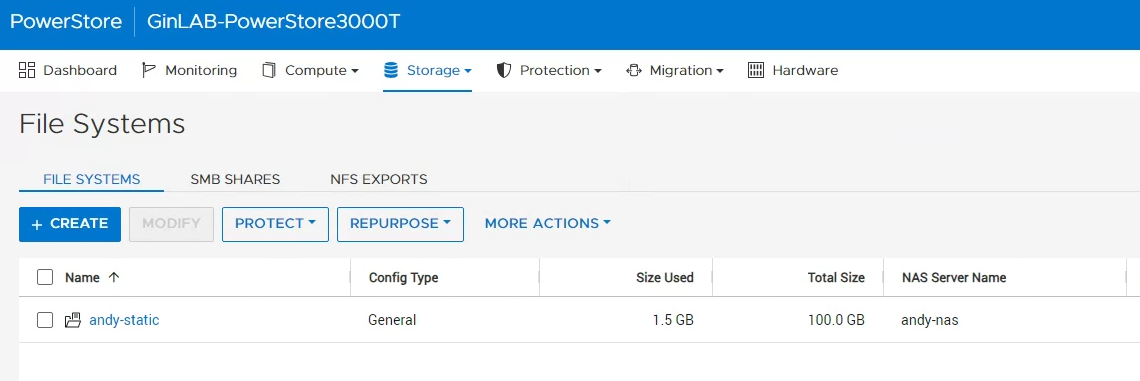 PowerStore GinLAB-PowerStore3000T
Dashboard Monitoring Compute Storage Protection Migration Hardware
File Systems
FILE SYSTEMS SMB SHARES NFS EXPORTS
+ CREATE MODIFY PROTECT REPURPOSE MORE ACTIONS
Name ↑ Config Type Size Used Total Size NAS Server Name
andy-static General 1.5 GB 100.0 GB andy-nas